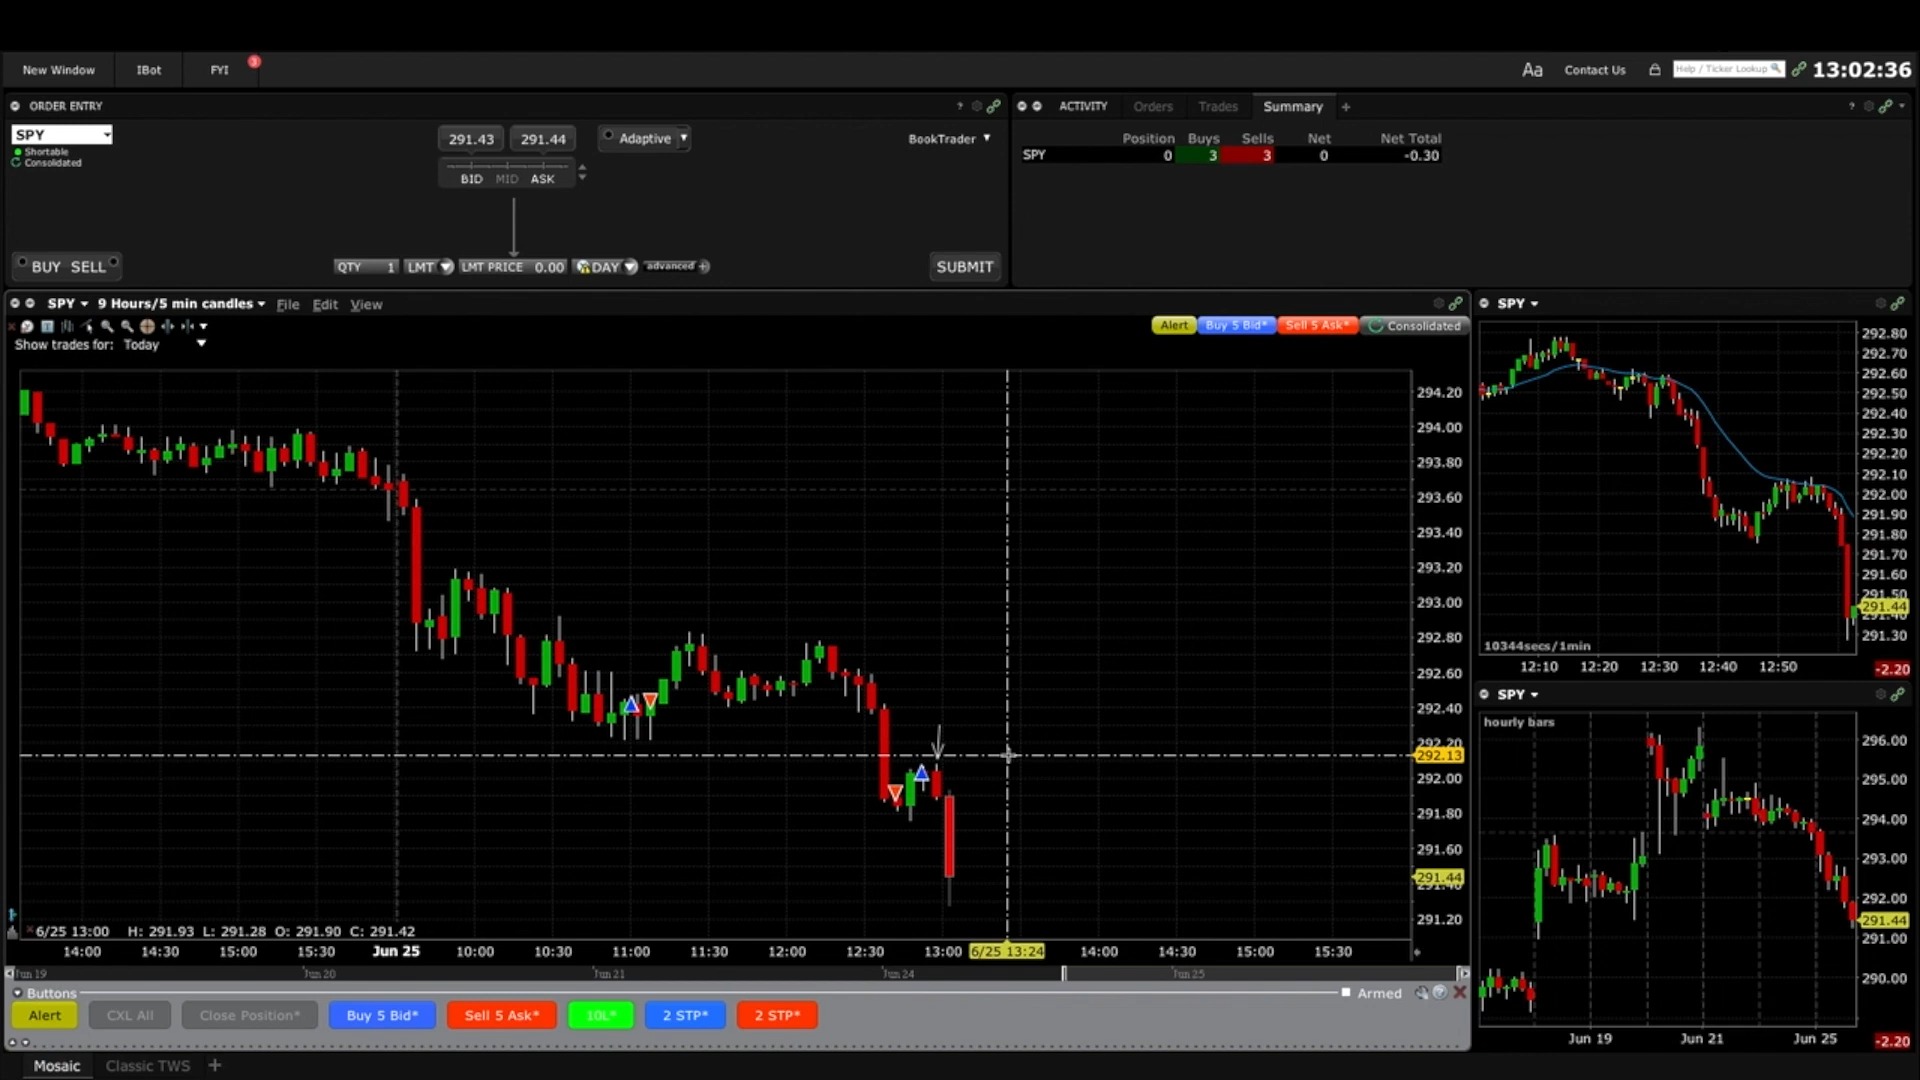 New Window IBot FYI 3 Aa Contact Us Help / Ticker Lookup 13:02:36
ORDER ENTRY ?
SPY
Shortable
Consolidated
291.43 291.44 Adaptive BookTrader
BID MID ASK
BUY SELL QTY 1 LMT LMT PRICE 0.00 DAY advanced + SUBMIT
ACTIVITY Orders Trades Summary + ?
Position Buys Sells Net Net Total
SPY 0 3 3 0 -0.30
SPY 9 Hours/5 min candles File Edit View
Alert Buy 5 Bid* Sell 5 Ask* Consolidated
Show trades for: Today
294.20
294.00
293.80
293.60
293.40
293.20
293.00
292.80
292.60
292.40
292.20
292.13
292.00
291.80
291.60
291.44
291.40
291.20
6/25 13:00 H: 291.93 L: 291.28 O: 291.90 C: 291.42
14:00 14:30 15:00 15:30 Jun 25 10:00 10:30 11:00 11:30 12:00 12:30 13:00 6/25 13:24 14:00 14:30 15:00 15:30
Jun 19 Jun 20 Jun 21 Jun 24 Jun 25
Buttons Armed
Alert CXL All Close Position* Buy 5 Bid* Sell 5 Ask* 10L* 2 STP* 2 STP*
Mosaic Classic TWS +
SPY
292.80
292.70
292.60
292.50
292.40
292.30
292.20
292.10
292.00
291.90
291.80
291.70
291.60
291.50
291.44
291.40
291.30
10344secs/1min
12:10 12:20 12:30 12:40 12:50 -2.20
SPY
hourly bars
296.00
295.00
294.00
293.00
292.00
291.44
291.00
290.00
Jun 19 Jun 21 Jun 25 -2.20